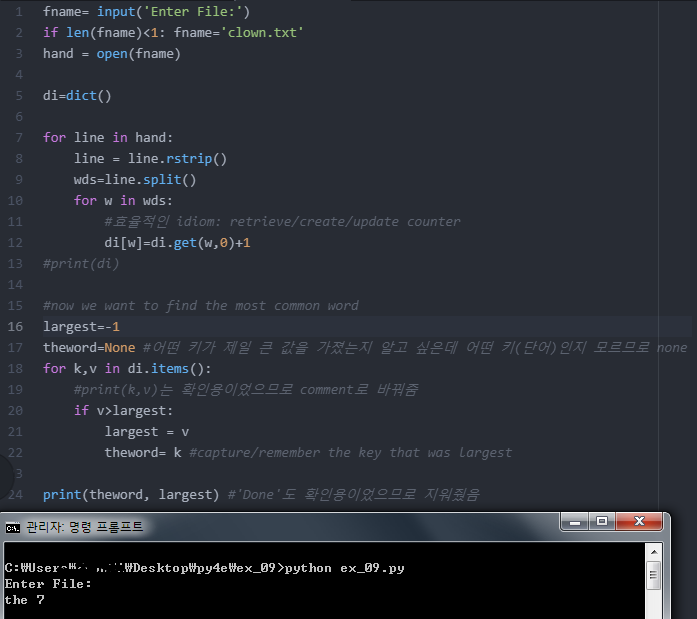 1 fname= input('Enter File:')
2 if len(fname)<1: fname='clown.txt'
3 hand = open(fname)
4
5 di=dict()
6
7 for line in hand:
8 line = line.rstrip()
9 wds=line.split()
10 for w in wds:
11 #효율적인 idiom: retrieve/create/update counter
12 di[w]=di.get(w,0)+1
13 #print(di)
14
15 #now we want to find the most common word
16 largest=-1
17 theword=None #어떤 키가 제일 큰 값을 가졌는지 알고 싶은데 어떤 키(단어)인지 모르므로 none
18 for k,v in di.items():
19 #print(k,v)는 확인용이었으므로 comment로 바꿔줌
20 if v>largest:
21 largest = v
22 theword= k #capture/remember the key that was largest
3
24 print(theword, largest) #'Done'도 확인용이었으므로 지워줬음
관리자: 명령 프롬프트
C:\Users\ \Desktop\py4e\ex_09>python ex_09.py
Enter File:
the 7